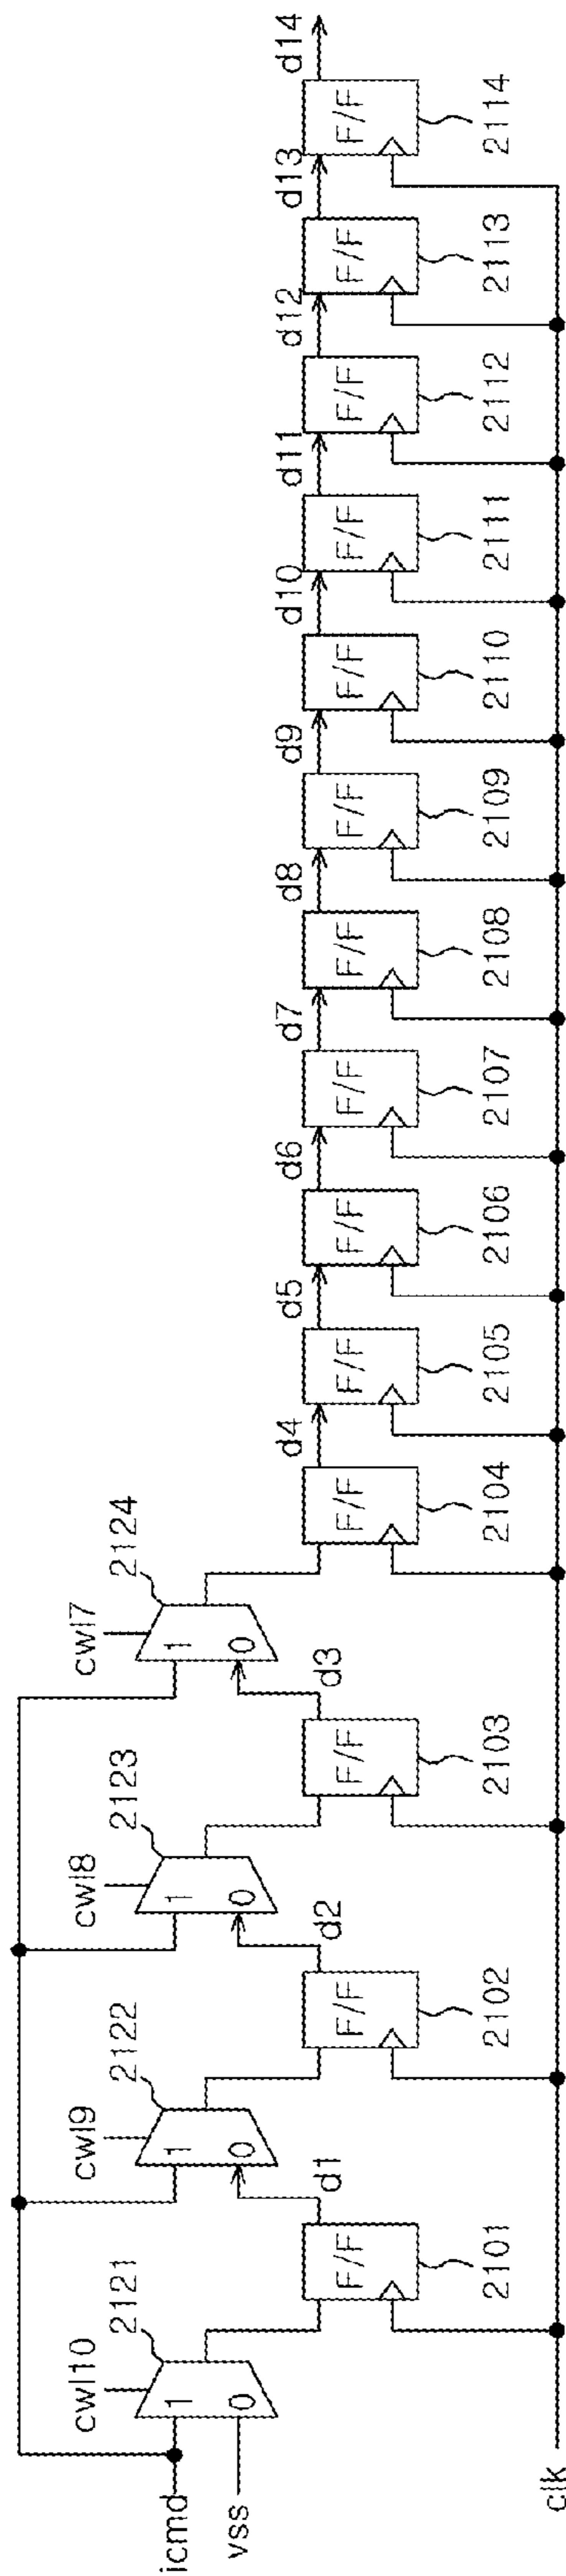 icmd
vss
clk
cwl10
2121
1
0
F/F
2101
d1
cwl9
2122
1
0
F/F
2102
d2
cwl8
2123
1
0
F/F
2103
d3
cwl7
2124
1
0
F/F
2104
d4
F/F
2105
d5
F/F
2106
d6
F/F
2107
d7
F/F
2108
d8
F/F
2109
d9
F/F
2110
d10
F/F
2111
d11
F/F
2112
d12
F/F
2113
d13
F/F
2114
d14